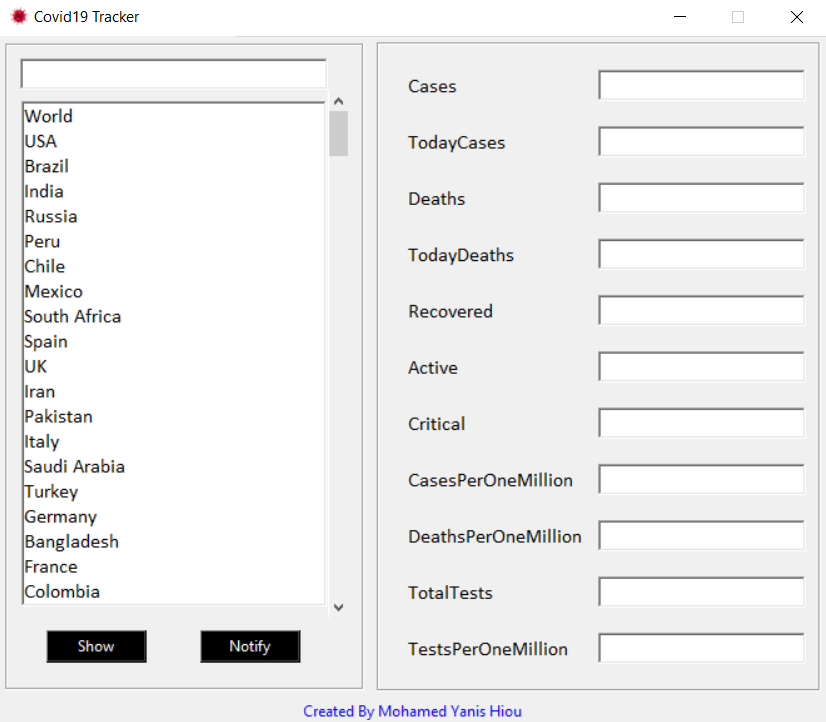 Covid19 Tracker
World
USA
Brazil
India
Russia
Peru
Chile
Mexico
South Africa
Spain
UK
Iran
Pakistan
Italy
Saudi Arabia
Turkey
Germany
Bangladesh
France
Colombia
Show
Notify
Cases
TodayCases
Deaths
TodayDeaths
Recovered
Active
Critical
CasesPerOneMillion
DeathsPerOneMillion
TotalTests
TestsPerOneMillion
Created By Mohamed Yanis Hiou